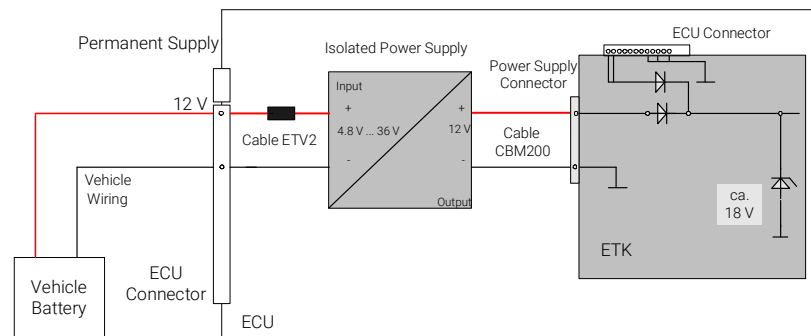 ECU Connector
Permanent Supply
Isolated Power Supply
Power Supply
Connector
Input
12 V
+
+
4.8 V ... 36 V
12 V
Cable ETV2
Cable
CBM200
-
-
Vehicle
Wiring
Output
ca.
18 V
ETK
ECU
Connector
Vehicle
Battery
ECU